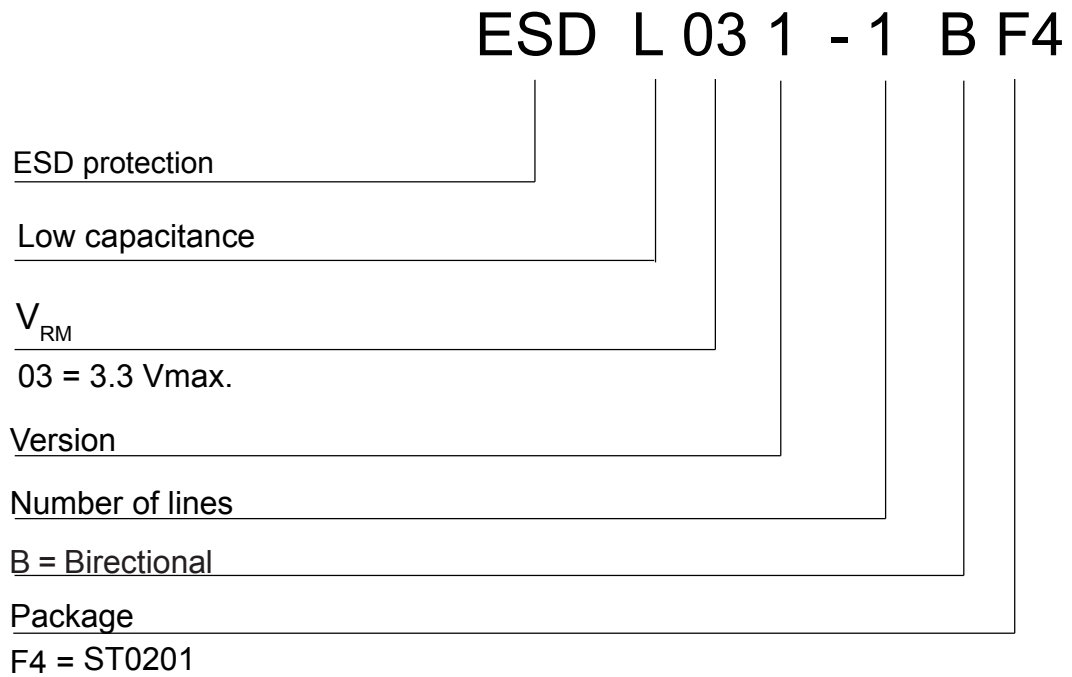 ESD L 03 1 - 1 B F4
ESD protection
Low capacitance
VRM
03 = 3.3 Vmax.
Version
Number of lines
B = Birectional
Package
F4 = ST0201